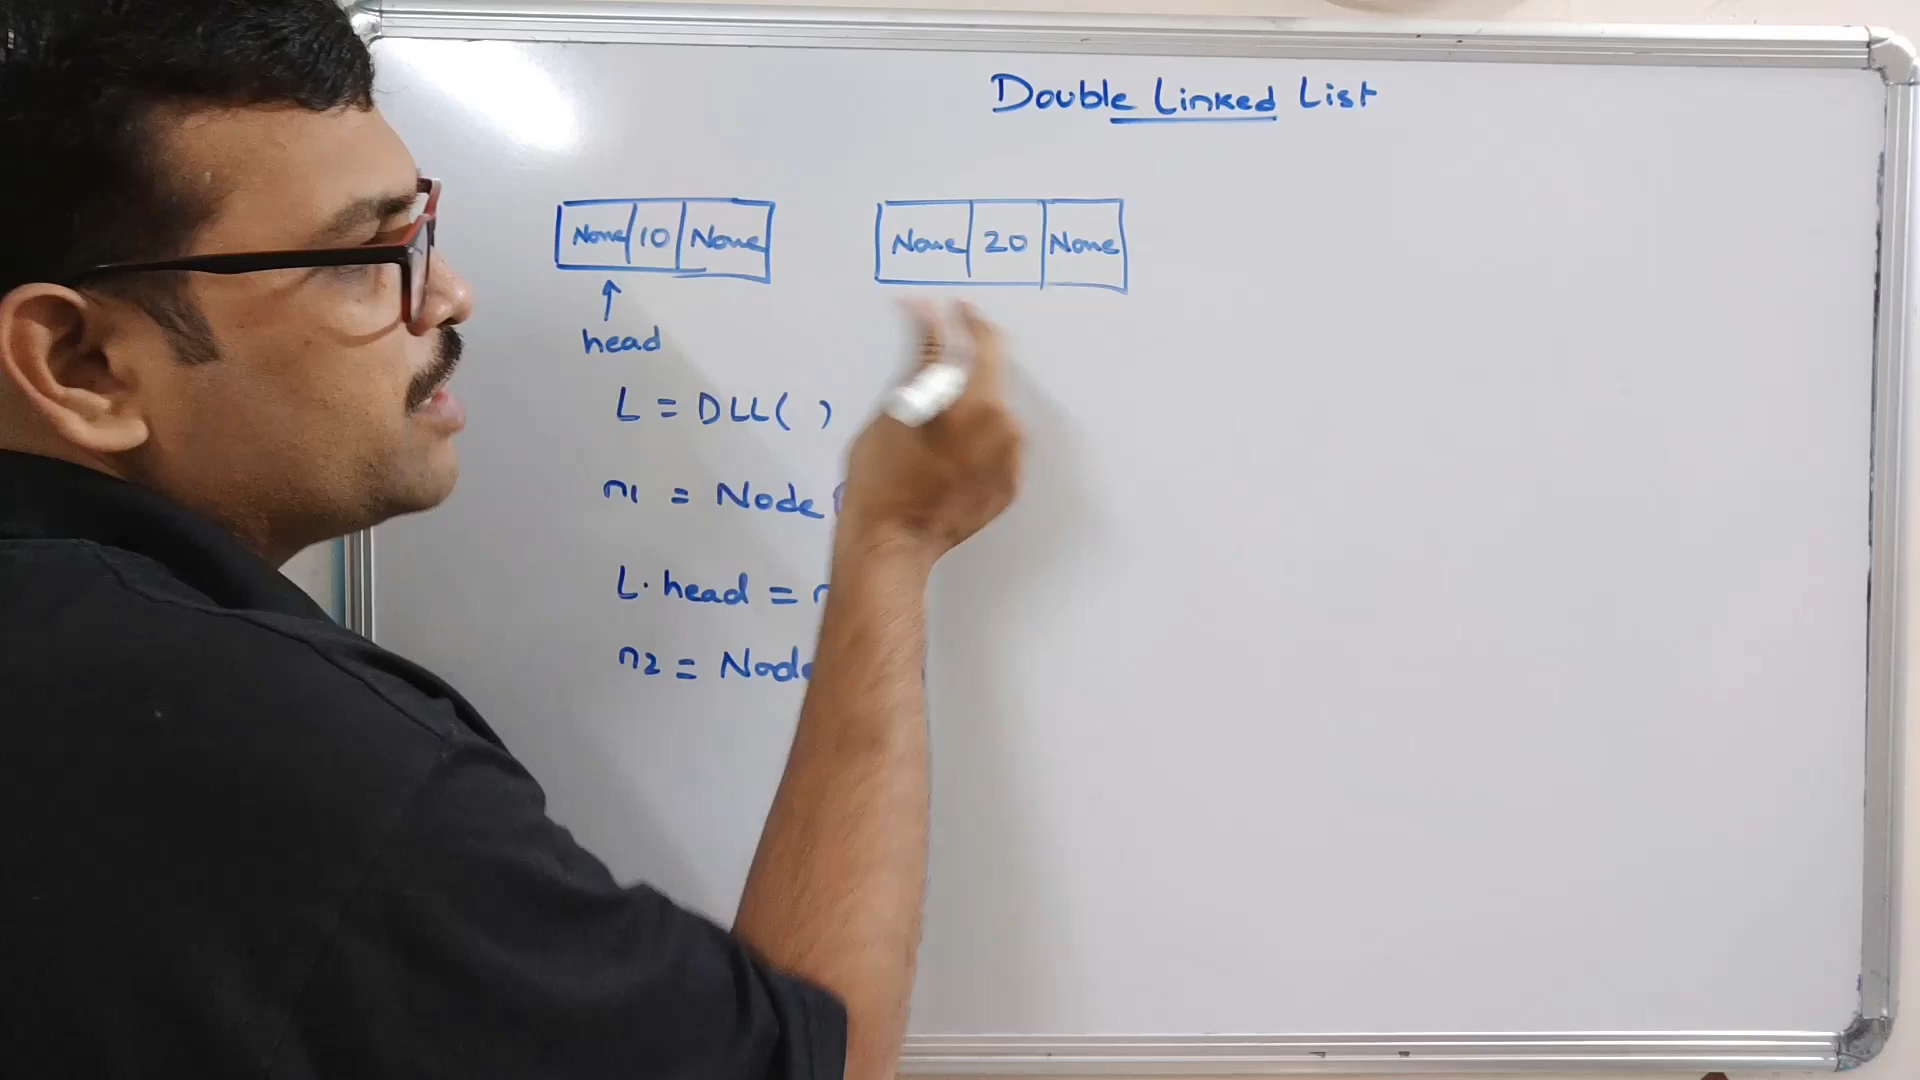 Double Linked List
None 10 None
None 20 None
head
L = DLL( )
n1 = Node
L.head =
n2 = Node